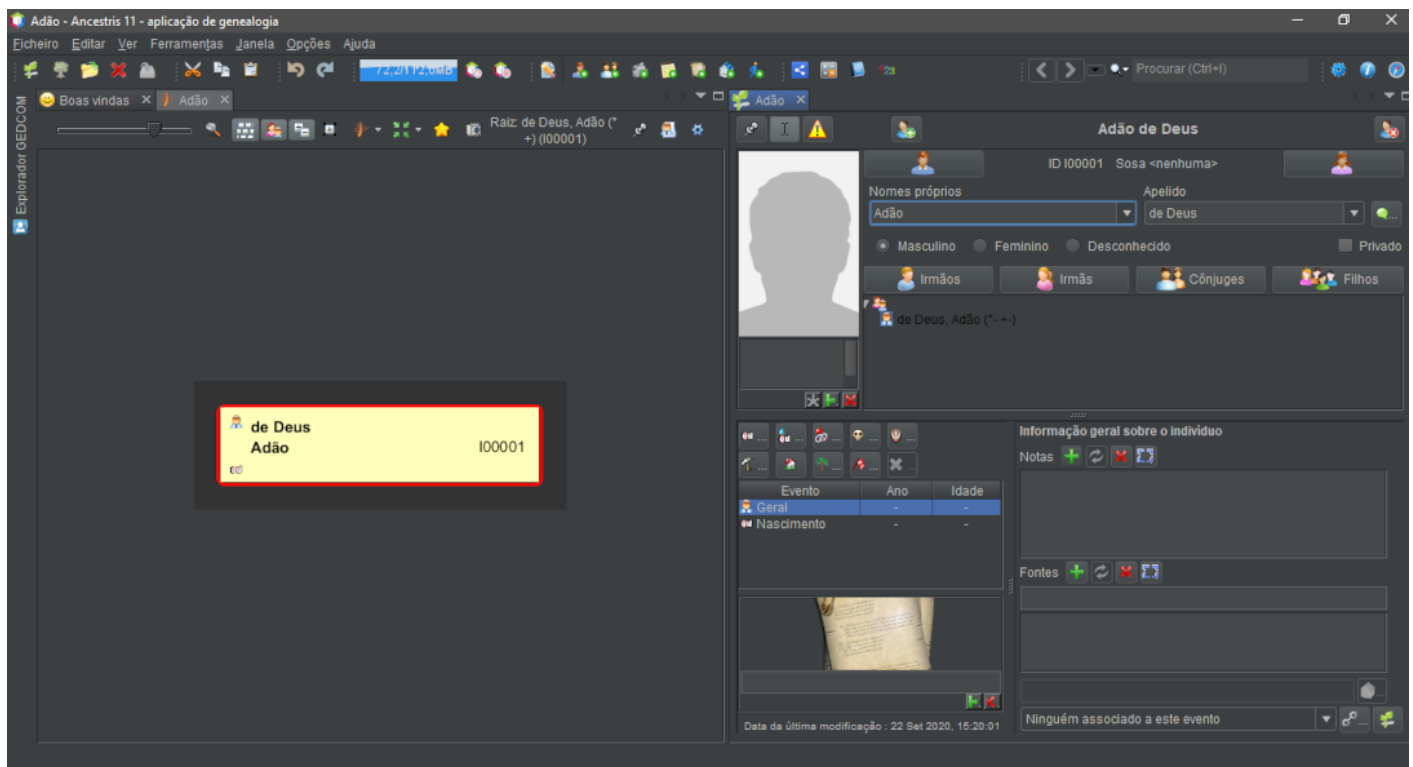 Adão - Ancestris 11 - aplicação de genealogia
Ficheiro Editar Ver Ferramentas Janela Opções Ajuda
Procurar (Ctrl+I)
Explorador GEDCOM
Boas vindas
Adão
Adão
Raiz: de Deus, Adão (*
+) (I00001)
Adão de Deus
ID I00001 Sosa <nenhuma>
Nomes próprios Apelido
Adão de Deus
Masculino Feminino Desconhecido Privado
Irmãos Irmãs Cônjuges Filhos
de Deus, Adão (*- +-)
de Deus
Adão I00001
Evento Ano Idade
Geral - -
Nascimento - -
Data da última modificação : 22 Set 2020, 15:20:01
Informação geral sobre o indivíduo
Notas
Fontes
Ninguém associado a este evento